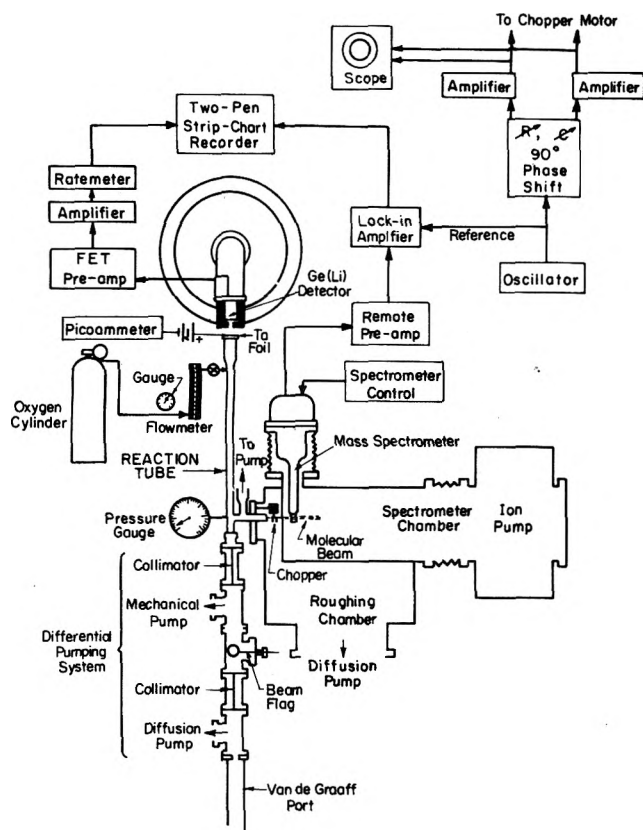 To Chopper Motor
Scope
Amplifier
Amplifier
R, C
90°
Phase
Shift
Two-Pen
Strip-Chart
Recorder
Ratemeter
Amplifier
FET
Pre-amp
Lock-in
Amplfier
Reference
Oscillator
Ge(Li)
Detector
Remote
Pre-amp
Picoammeter
+
To
Foil
Spectrometer
Control
Gauge
Oxygen
Cylinder
Flowmeter
Mass Spectrometer
To
Pump
REACTION
TUBE
Spectrometer
Chamber
Ion
Pump
Pressure
Gauge
Molecular
Beam
Chopper
Collimator
Roughing
Chamber
Mechanical
Pump
Differential
Pumping
System
Diffusion
Pump
Collimator
Beam
Flag
Diffusion
Pump
Van de Graaff
Port